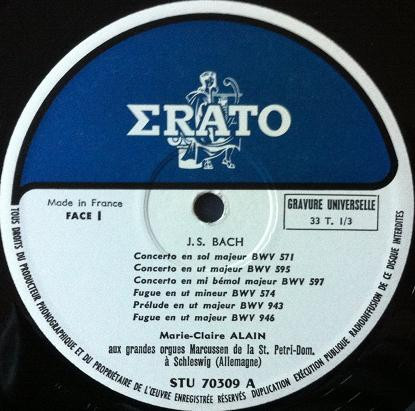 ΣRATO
Made in France
FACE I
GRAVURE UNIVERSELLE
33 T. 1/3
J.S. BACH
Concerto en sol majeur BWV 571
Concerto en ut majeur BWV 595
Concerto en mi bémol majeur BWV 597
Fugue en ut mineur BWV 574
Prélude en ut majeur BWV 943
Fugue en ut majeur BWV 946
Marie-Claire ALAIN
aux grandes orgues Marcussen de la St. Petri-Dom.
à Schleswig (Allemagne)
STU 70309 A
TOUS DROITS DU PRODUCTEUR PHONOGRAPHIQUE ET DU PROPRIÉTAIRE DE L'ŒUVRE ENREGISTRÉE RÉSERVÉS DUPLICATION EXÉCUTION PUBLIQUE RADIODIFFUSION DE CE DISQUE INTERDITES